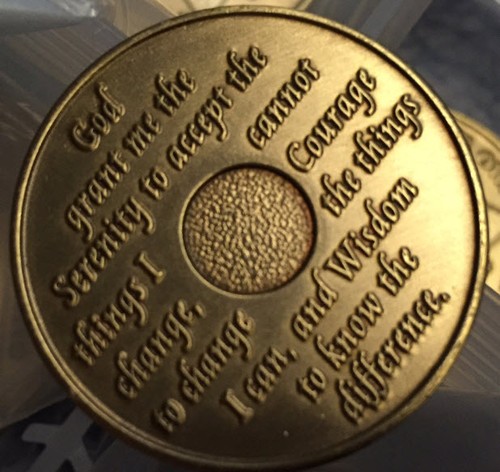 God
grant me the
Serenity to accept the
things I cannot
change, Courage
to change the things
I can, and Wisdom
to know the
difference.